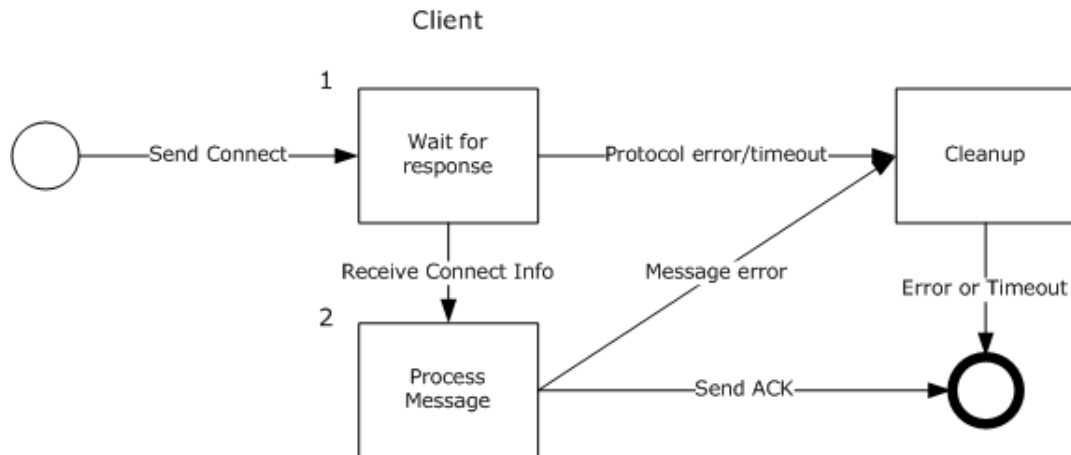 Client
1
Wait for
response
Send Connect
Protocol error/timeout
Cleanup
Receive Connect Info
Message error
Error or Timeout
2
Process
Message
Send ACK